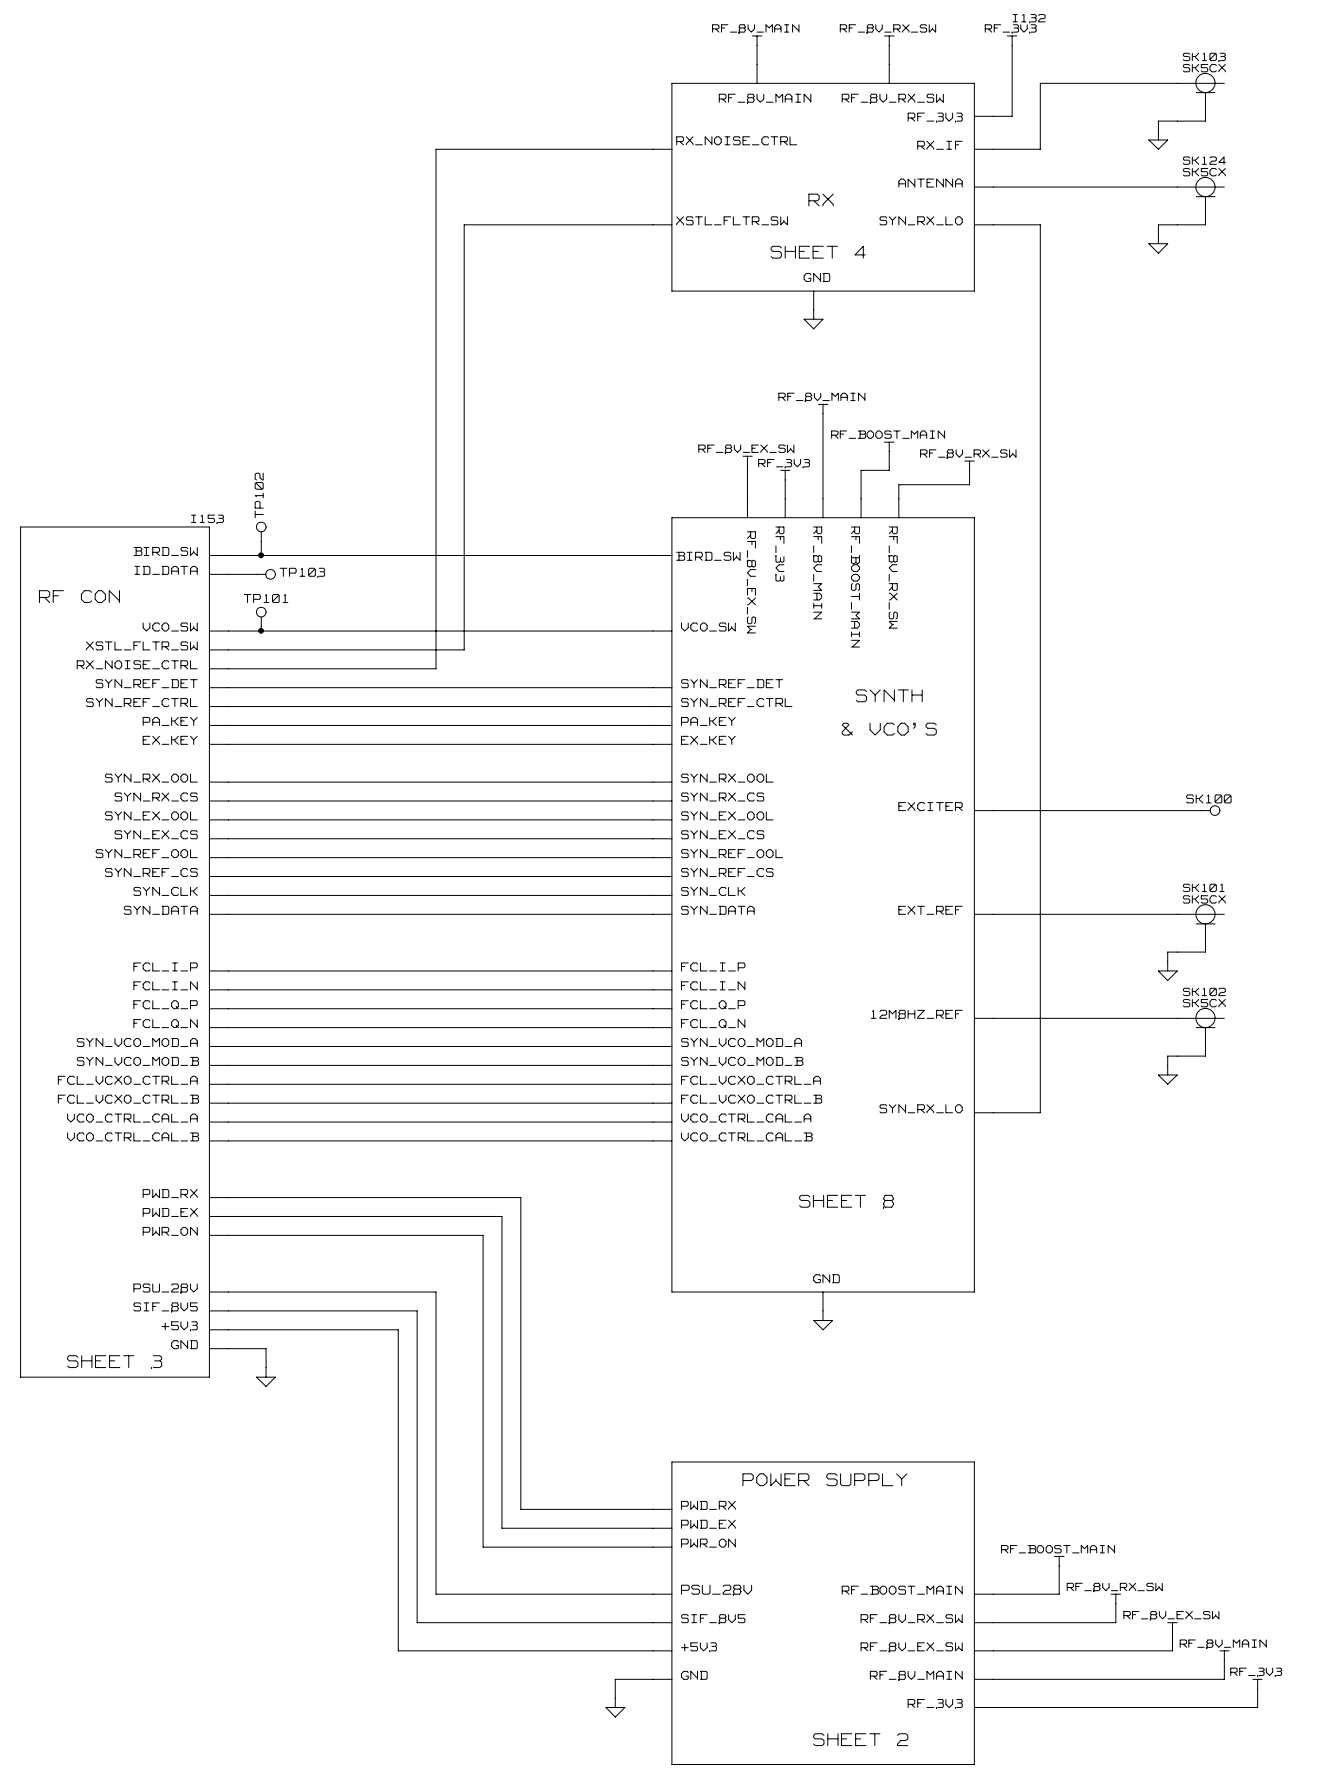 RF_8V_MAIN
RF_8V_RX_SW
I132
RF_3V3
SK103
SK5CX
RF_8V_MAIN
RF_8V_RX_SW
RF_3V3
RX_NOISE_CTRL
RX_IF
SK124
SK5CX
ANTENNA
RX
XSTL_FLTR_SW
SYN_RX_LO
SHEET 4
GND
RF_8V_MAIN
RF_BOOST_MAIN
RF_8V_EX_SW
RF_8V_RX_SW
RF_3V3
TP102
I153
BIRD_SW
ID_DATA
TP103
RF CON
TP101
VCO_SW
XSTL_FLTR_SW
RX_NOISE_CTRL
SYN_REF_DET
SYN_REF_CTRL
PA_KEY
EX_KEY
SYN_RX_OOL
SYN_RX_CS
SYN_EX_OOL
SYN_EX_CS
SYN_REF_OOL
SYN_REF_CS
SYN_CLK
SYN_DATA
FCL_I_P
FCL_I_N
FCL_Q_P
FCL_Q_N
SYN_VCO_MOD_A
SYN_VCO_MOD_B
FCL_VCXO_CTRL_A
FCL_VCXO_CTRL_B
VCO_CTRL_CAL_A
VCO_CTRL_CAL_B
PWD_RX
PWD_EX
PWR_ON
PSU_28V
SIF_8V5
+5V3
GND
SHEET 3
RF_8V_EX_SW
RF_3V3
RF_8V_MAIN
RF_BOOST_MAIN
RF_8V_RX_SW
BIRD_SW
VCO_SW
SYN_REF_DET
SYN_REF_CTRL
PA_KEY
EX_KEY
SYNTH
& VCO'S
SYN_RX_OOL
SYN_RX_CS
SYN_EX_OOL
SYN_EX_CS
SYN_REF_OOL
SYN_REF_CS
SYN_CLK
SYN_DATA
FCL_I_P
FCL_I_N
FCL_Q_P
FCL_Q_N
SYN_VCO_MOD_A
SYN_VCO_MOD_B
FCL_VCXO_CTRL_A
FCL_VCXO_CTRL_B
VCO_CTRL_CAL_A
VCO_CTRL_CAL_B
EXCITER
SK100
EXT_REF
SK101
SK5CX
12M8HZ_REF
SK102
SK5CX
SYN_RX_LO
SHEET 8
GND
POWER SUPPLY
PWD_RX
PWD_EX
PWR_ON
PSU_28V
SIF_8V5
+5V3
GND
RF_BOOST_MAIN
RF_8V_RX_SW
RF_8V_EX_SW
RF_8V_MAIN
RF_3V3
RF_BOOST_MAIN
RF_8V_RX_SW
RF_8V_EX_SW
RF_8V_MAIN
RF_3V3
SHEET 2